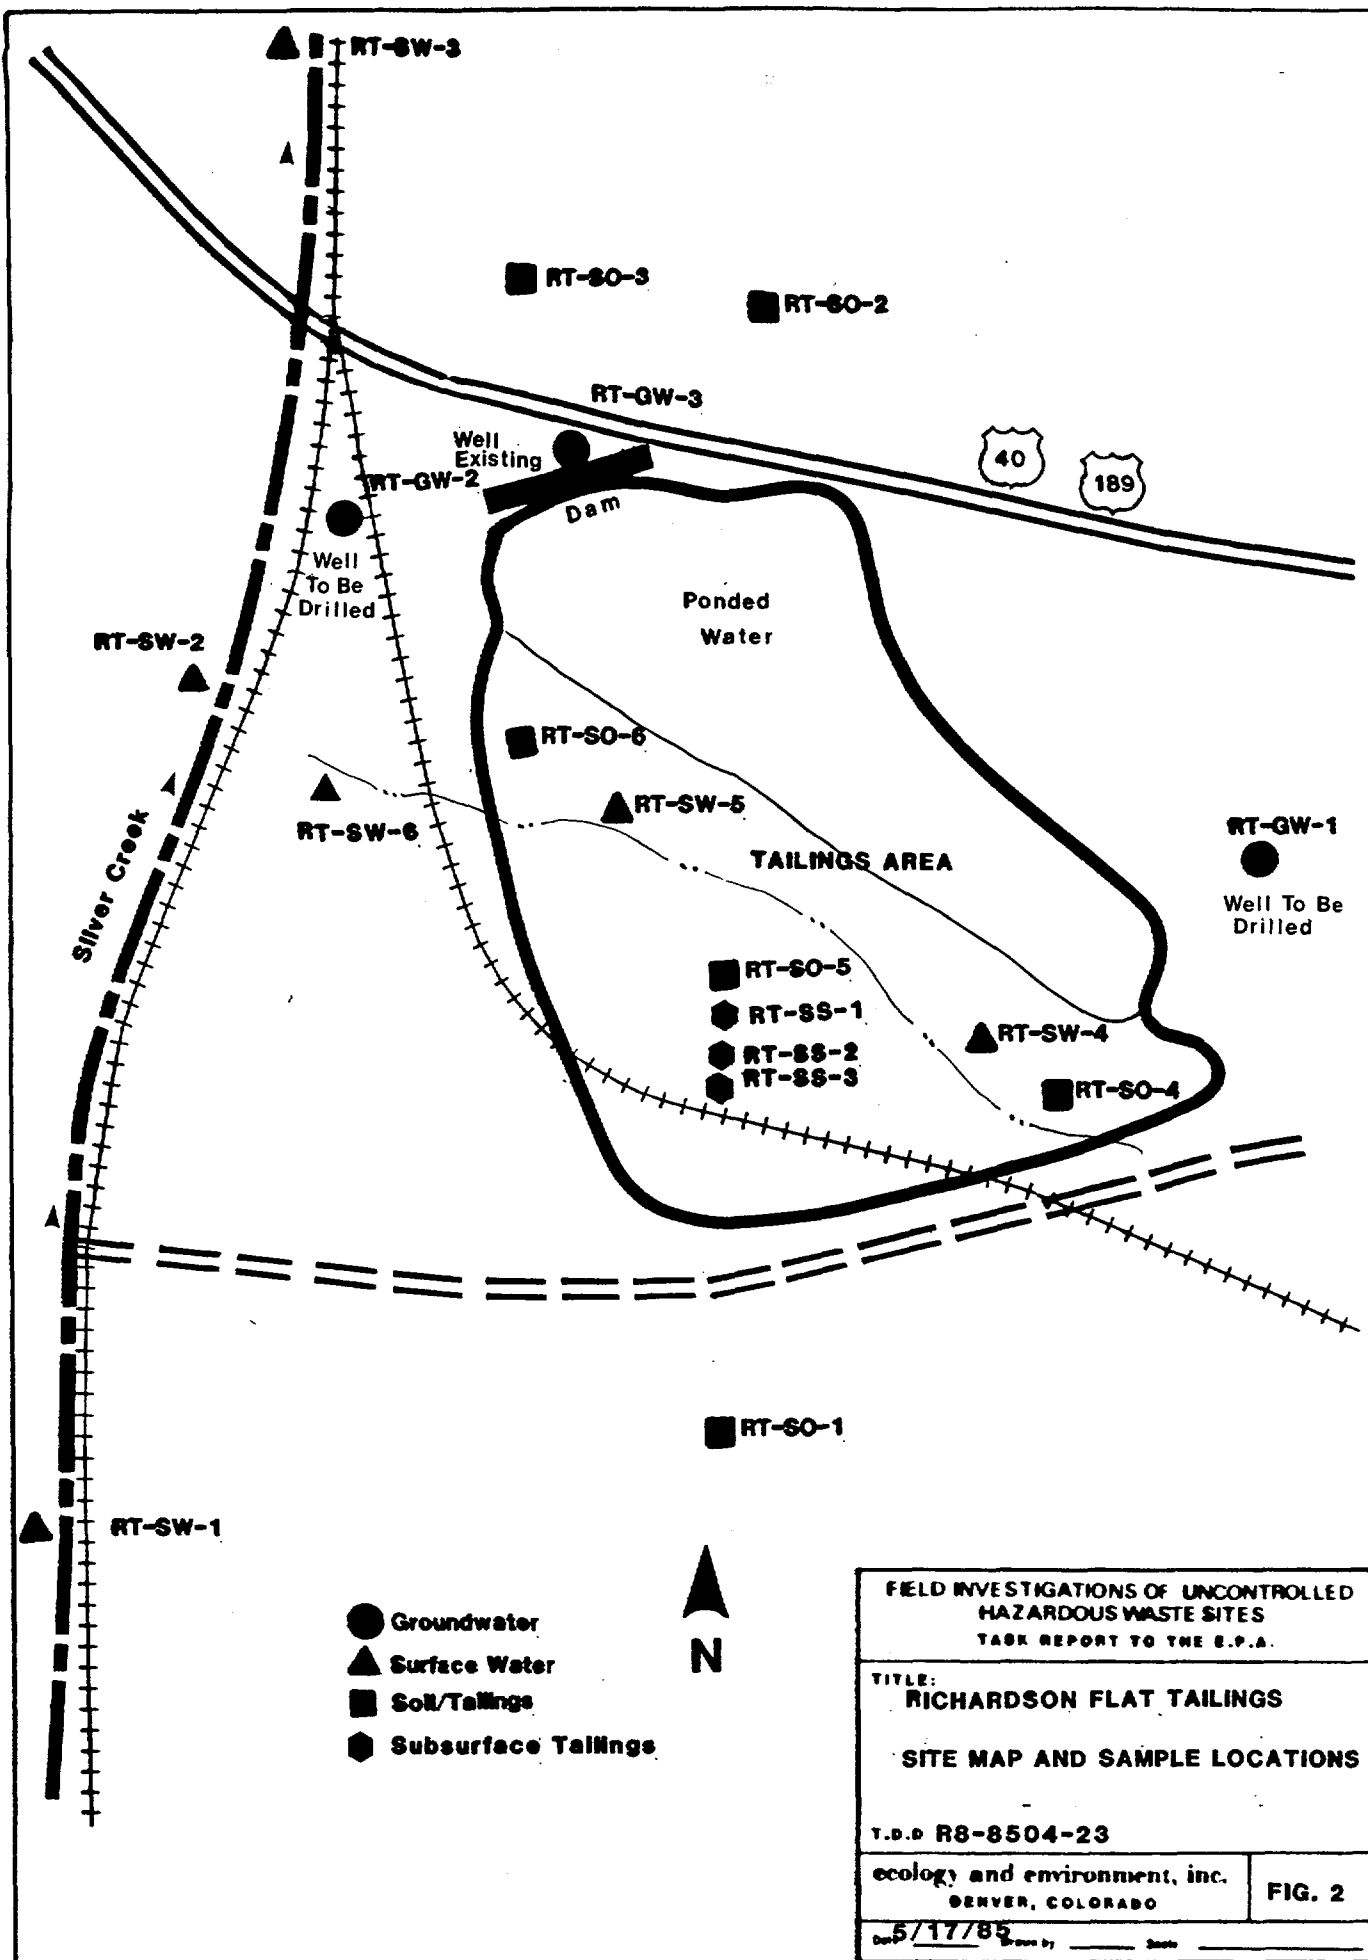 RT-SW-3
RT-SO-3
RT-SO-2
RT-GW-3
Well
Existing
40
189
RT-GW-2
Dam
Well
To Be
Drilled
Ponded
Water
RT-SW-2
RT-SO-6
RT-SW-5
RT-SW-6
RT-GW-1
TAILINGS AREA
Well To Be
Drilled
Silver Creek
RT-SO-5
RT-SS-1
RT-SW-4
RT-SS-2
RT-SS-3
RT-SO-4
RT-SO-1
RT-SW-1
Groundwater
Surface Water
Soil/Tailings
Subsurface Tailings
N
FIELD INVESTIGATIONS OF UNCONTROLLED
HAZARDOUS WASTE SITES
TASK REPORT TO THE E.P.A.
TITLE:
RICHARDSON FLAT TAILINGS
SITE MAP AND SAMPLE LOCATIONS
T.D.D R8-8504-23
ecology and environment, inc.
DENVER, COLORADO
FIG. 2
Date 5/17/85 Drawn by Scale